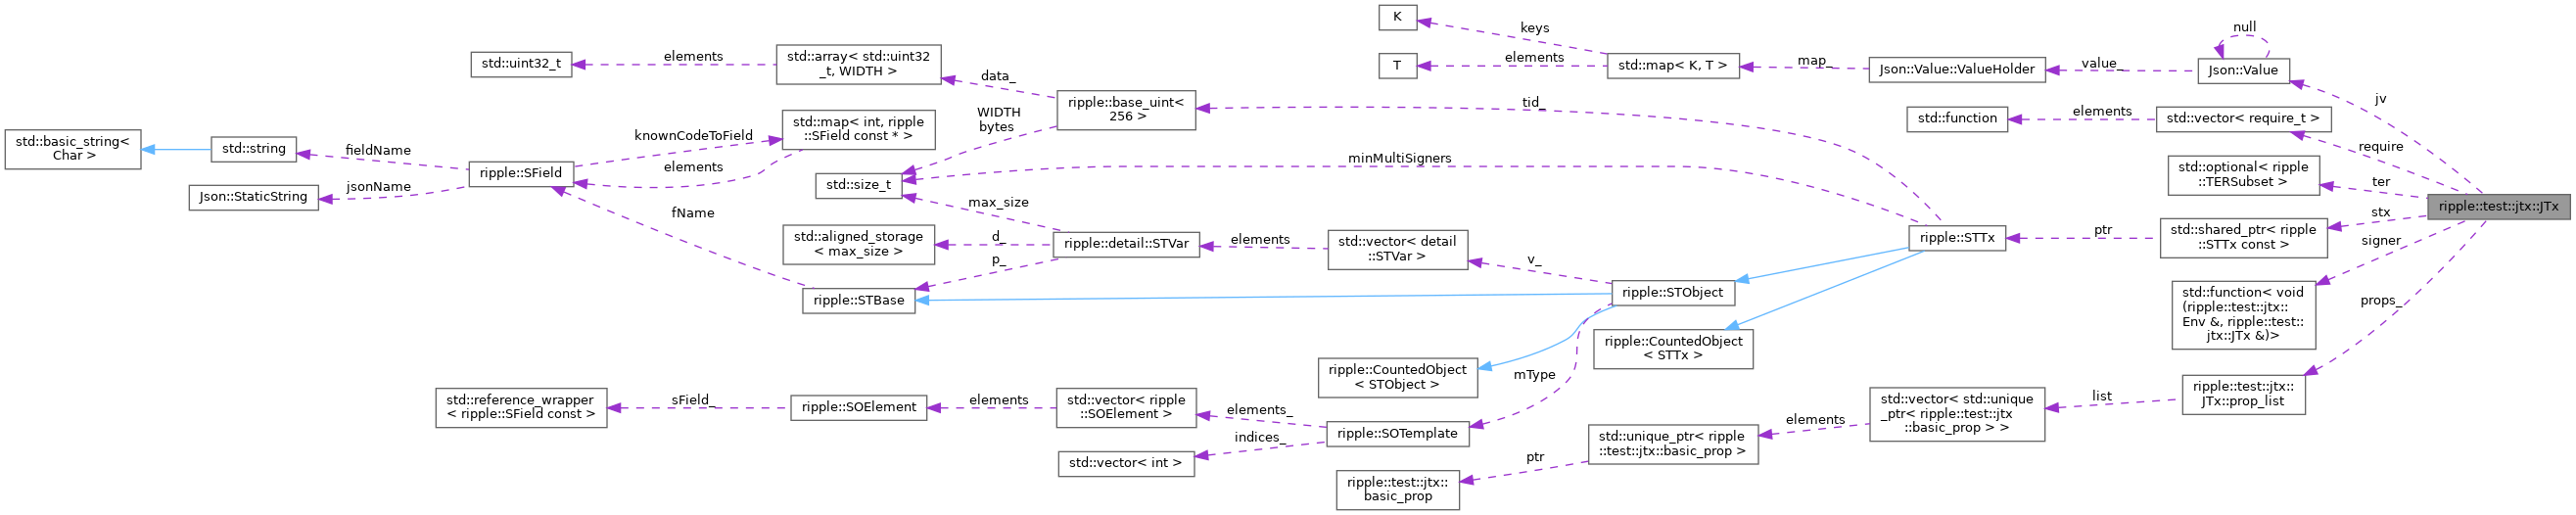 K
keys
null
std::uint32_t
elements
std::array< std::uint32
_t, WIDTH >
data_
T
elements
std::map< K, T >
map_
Json::Value::ValueHolder
value_
Json::Value
jv
std::basic_string<
Char >
std::string
fieldName
knownCodeToField
elements
std::map< int, ripple
::SField const * >
WIDTH
bytes
ripple::base_uint<
256 >
tid_
std::function
elements
std::vector< require_t >
require
Json::StaticString
jsonName
ripple::SField
std::size_t
minMultiSigners
max_size
std::optional< ripple
::TERSubset >
ter
ripple::test::jtx::JTx
fName
std::aligned_storage
< max_size >
d_
p_
ripple::detail::STVar
elements
std::vector< detail
::STVar >
v_
ripple::STTx
ptr
std::shared_ptr< ripple
::STTx const >
stx
signer
ripple::STBase
ripple::STObject
std::function< void
(ripple::test::jtx::
Env &, ripple::test::
jtx::JTx &)>
props_
ripple::CountedObject
< STTx >
ripple::CountedObject
< STObject >
mType
std::reference_wrapper
< ripple::SField const >
sField_
ripple::SOElement
elements
std::vector< ripple
::SOElement >
elements_
indices_
ripple::SOTemplate
std::vector< int >
std::unique_ptr< ripple
::test::jtx::basic_prop >
elements
std::vector< std::unique
_ptr< ripple::test::jtx
::basic_prop > >
list
ripple::test::jtx::
JTx::prop_list
ptr
ripple::test::jtx::
basic_prop